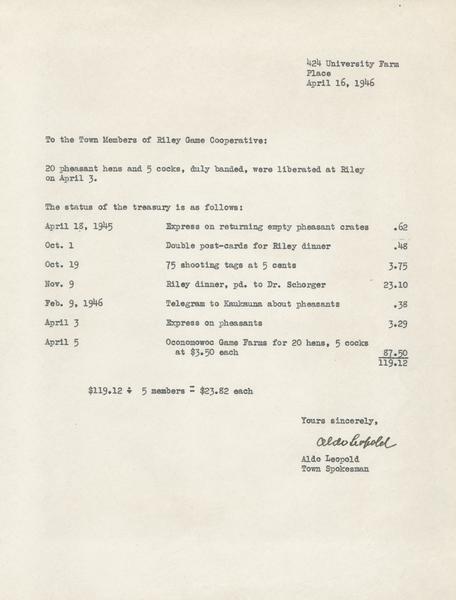 424 University Farm
Place
April 16, 1946
To the Town Members of Riley Game Cooperative:
20 pheasant hens and 5 cocks, duly banded, were liberated at Riley
on April 3.
The status of the treasury is as follows:
April 18, 1945 Express on returning empty pheasant crates .62
Oct. 1 Double post-cards for Riley dinner .48
Oct. 19 75 shooting tags at 5 cents 3.75
Nov. 9 Riley dinner, pd. to Dr. Schorger 23.10
Feb. 9, 1946 Telegram to Kaukauna about pheasants .38
April 3 Express on pheasants 3.29
April 5 Oconomowoc Game Farms for 20 hens, 5 cocks
at $3.50 each 87.50
119.12
$119.12 ÷ 5 members = $23.82 each
Yours sincerely,
Aldo Leopold
Aldo Leopold
Town Spokesman